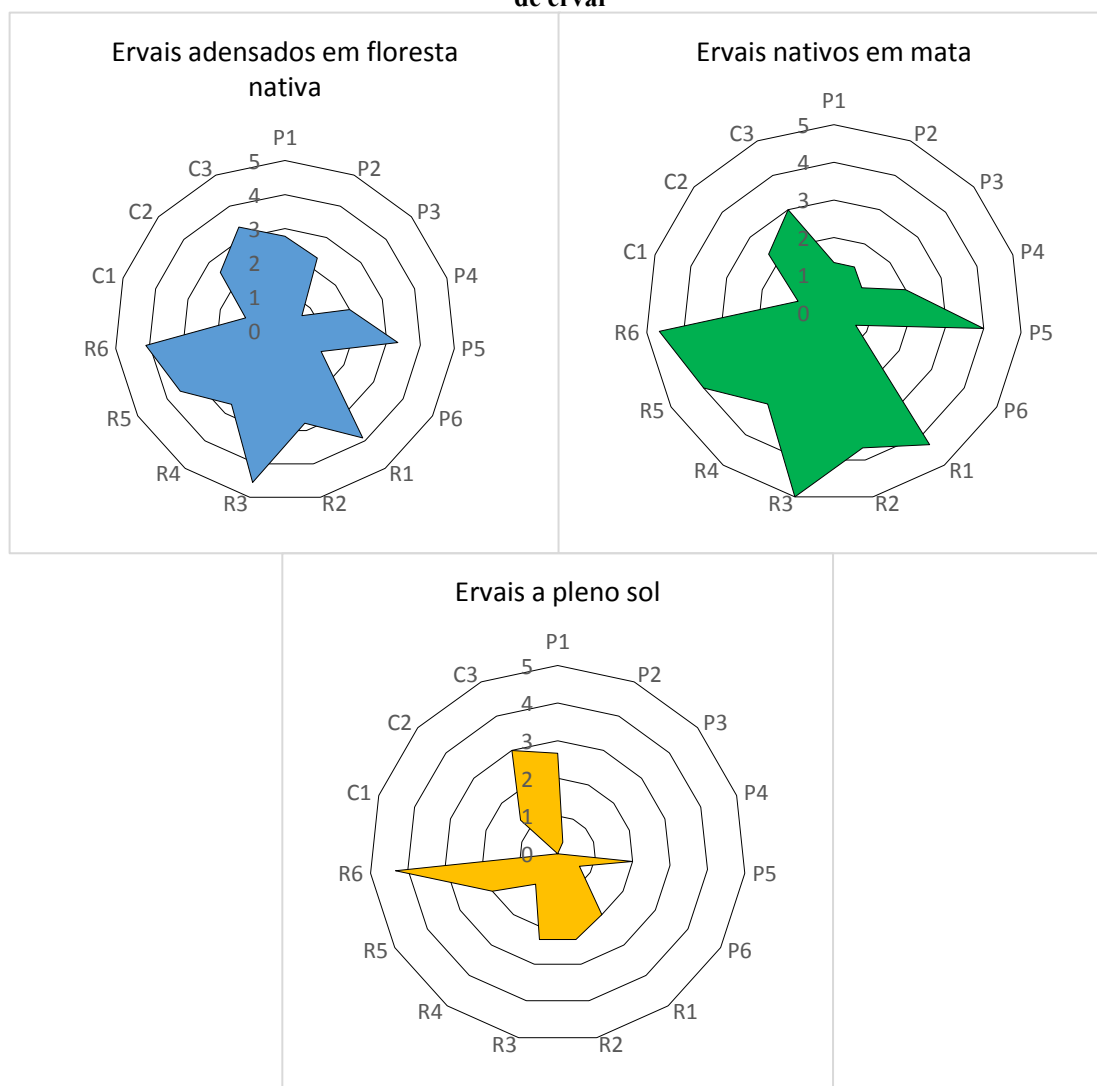 de erval
Ervais adensados em floresta
nativa
P1
P2
P3
P4
P5
P6
R1
R2
R3
R4
R5
R6
C1
C2
C3
5
4
3
2
1
0
Ervais nativos em mata
P1
P2
P3
P4
P5
P6
R1
R2
R3
R4
R5
R6
C1
C2
C3
5
4
3
2
1
0
Ervais a pleno sol
P1
P2
P3
P4
P5
P6
R1
R2
R3
R4
R5
R6
C1
C2
C3
5
4
3
2
1
0